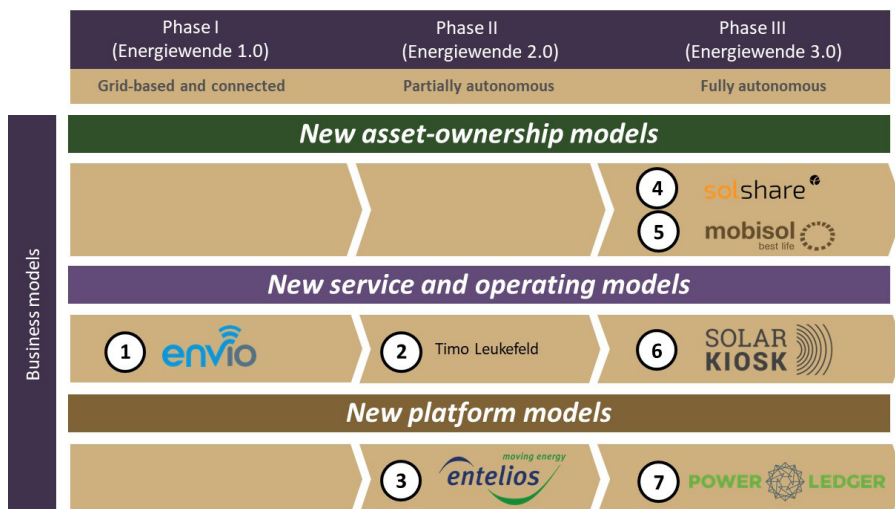 Phase I
(Energiewende 1.0)
Phase II
(Energiewende 2.0)
Phase III
(Energiewende 3.0)
Grid-based and connected
Partially autonomous
Fully autonomous
Business models
New asset-ownership models
4
solshare
5
mobisol
best life
New service and operating models
1
envio
2
Timo Leukefeld
6
SOLAR
KIOSK
New platform models
3
moving energy
entelios
7
POWER LEDGER